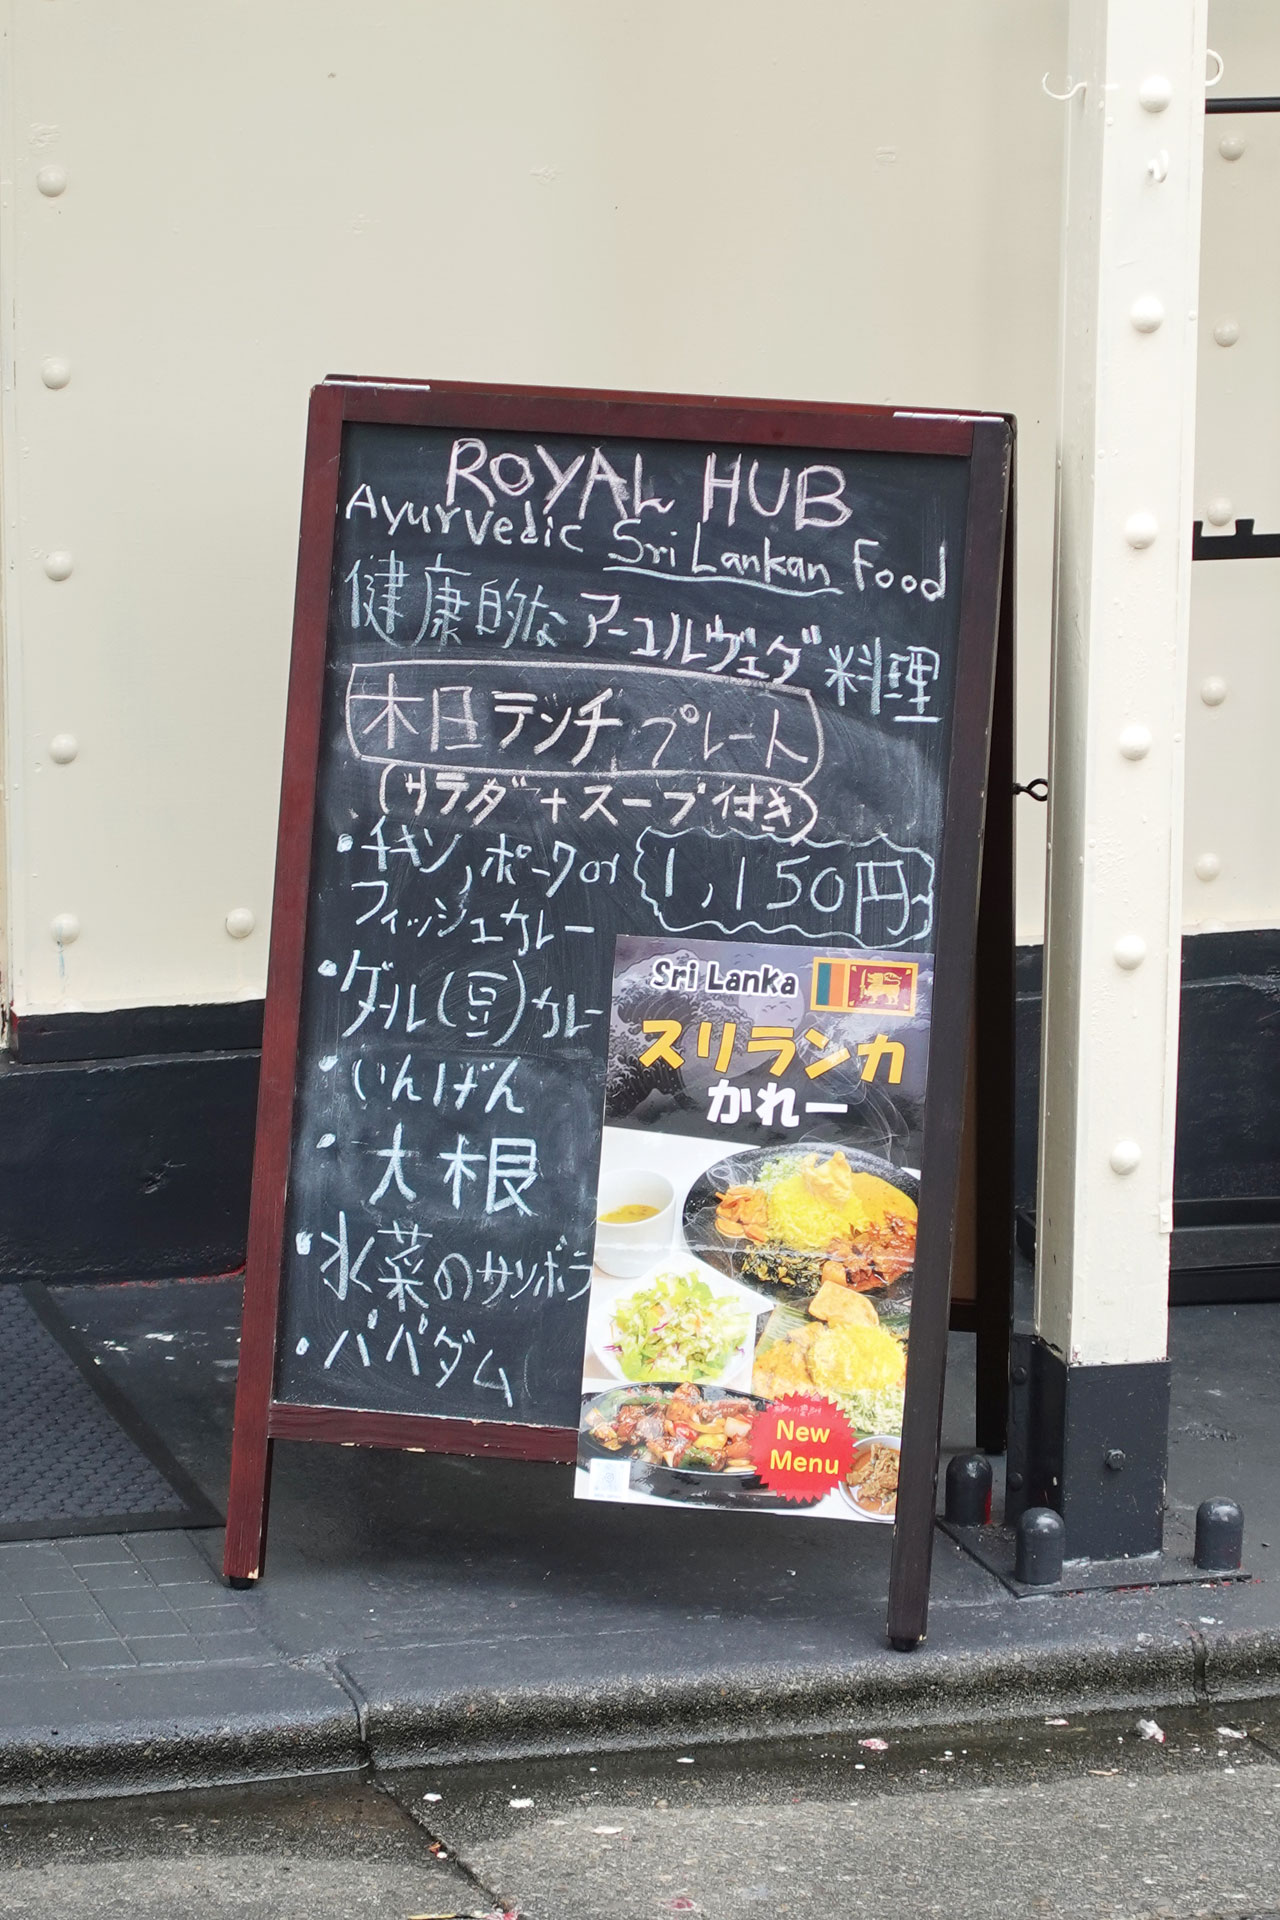 ROYAL HUB
Ayurvedic Sri Lankan Food
健康的な アーユルヴェダ 料理
木日 テンチ プレート
(サラダ+スープ付き)
・チキン,ポークor
フィッシュカレー
1,150円
・ダール(豆)カレー
・いんげん
・大根
・水菜のサンボラ
・パパダム
Sri Lanka
スリランカ
かれー
New
Menu